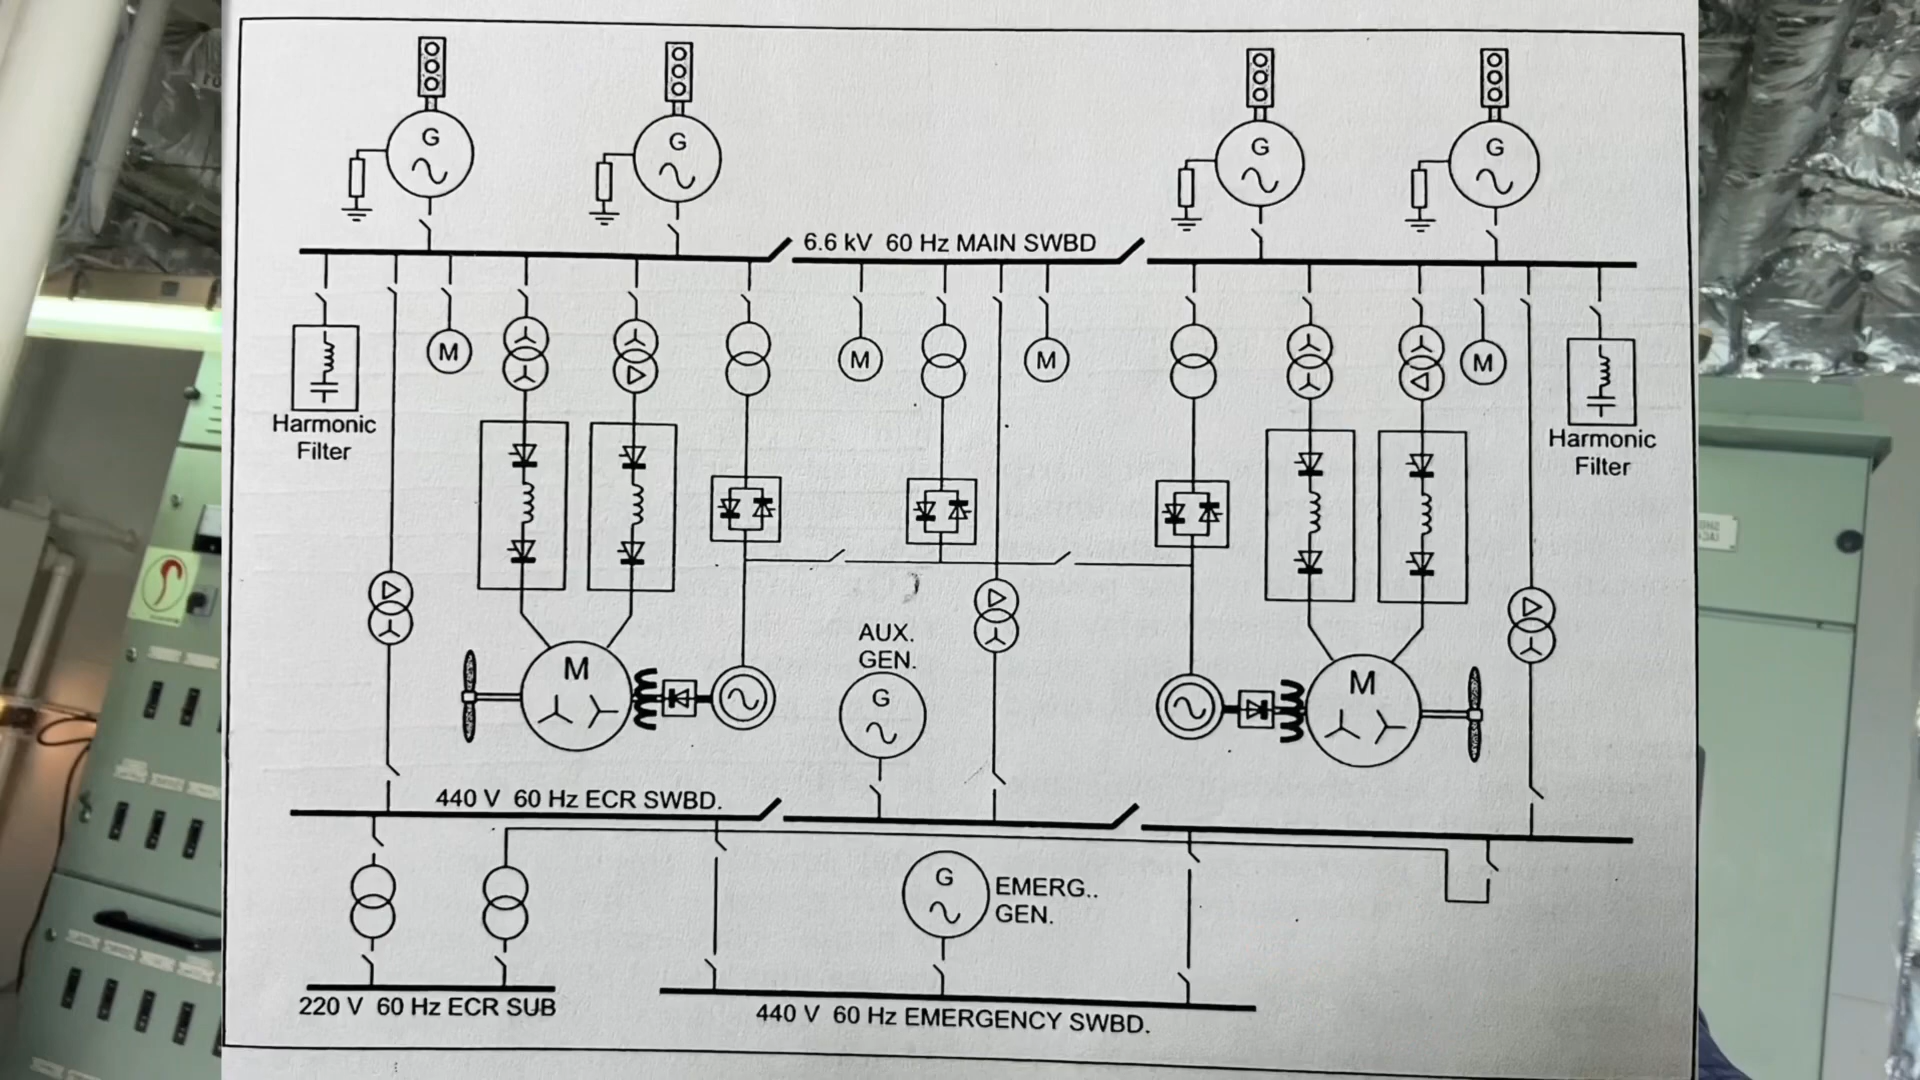 G
G
G
G
6.6 kV 60 Hz MAIN SWBD
M
M
M
M
Harmonic
Filter
Harmonic
Filter
AUX.
GEN.
G
M
M
440 V 60 Hz ECR SWBD.
G
EMERG..
GEN.
220 V 60 Hz ECR SUB
440 V 60 Hz EMERGENCY SWBD.